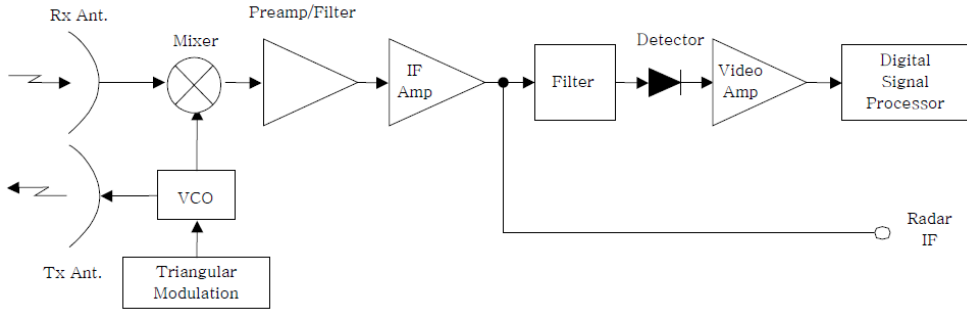 Rx Ant.
Preamp/Filter
Mixer
IF
Amp
Filter
Detector
Video
Amp
Digital
Signal
Processor
VCO
Radar
IF
Tx Ant.
Triangular
Modulation